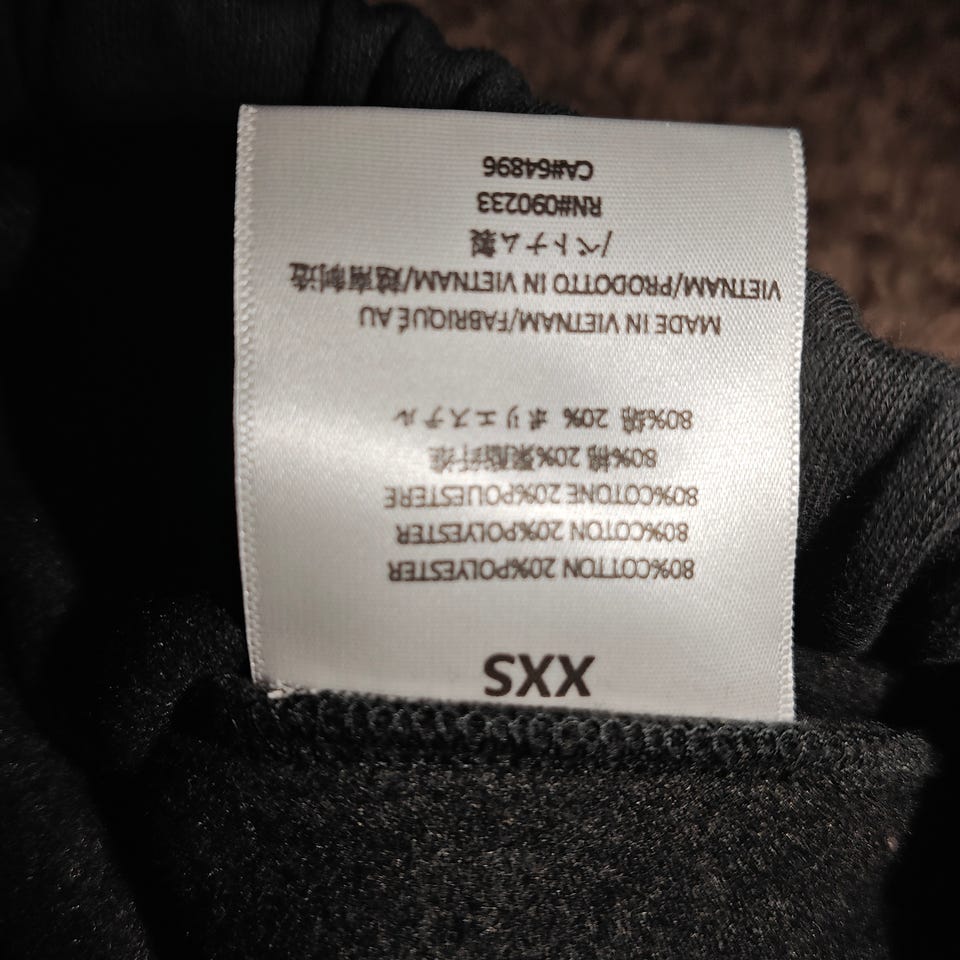 XXS
80%COTTON 20%POLYESTER
80%COTON 20%POLYESTER
80%COTONE 20%POLIESTERE
80%棉 20%聚酯纤维
80%綿 20% ポリエステル
MADE IN VIETNAM/FABRIQUÉ AU
VIETNAM/PRODOTTO IN VIETNAM/越南制造
/ベトナム製
RN#090233
CA#64896